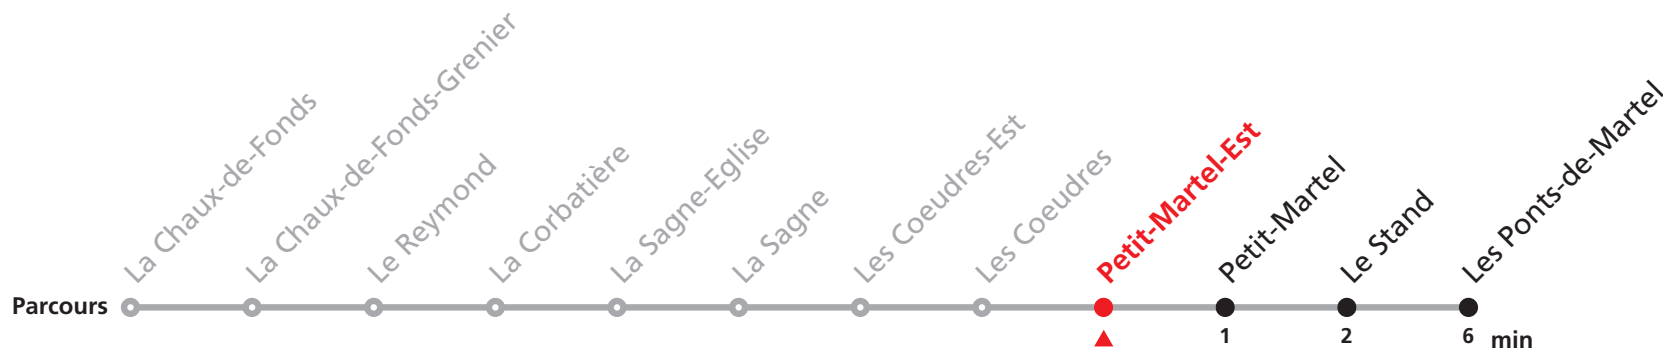 La Chaux-de-Fonds
La Chaux-de-Fonds-Grenier
Le Reymond
La Corbatière
La Sagne-Eglise
La Sagne
Les Coeudres-Est
Les Coeudres
Petit-Martel-Est
Petit-Martel
Le Stand
Les Ponts-de-Martel
Parcours
1 2 6 min